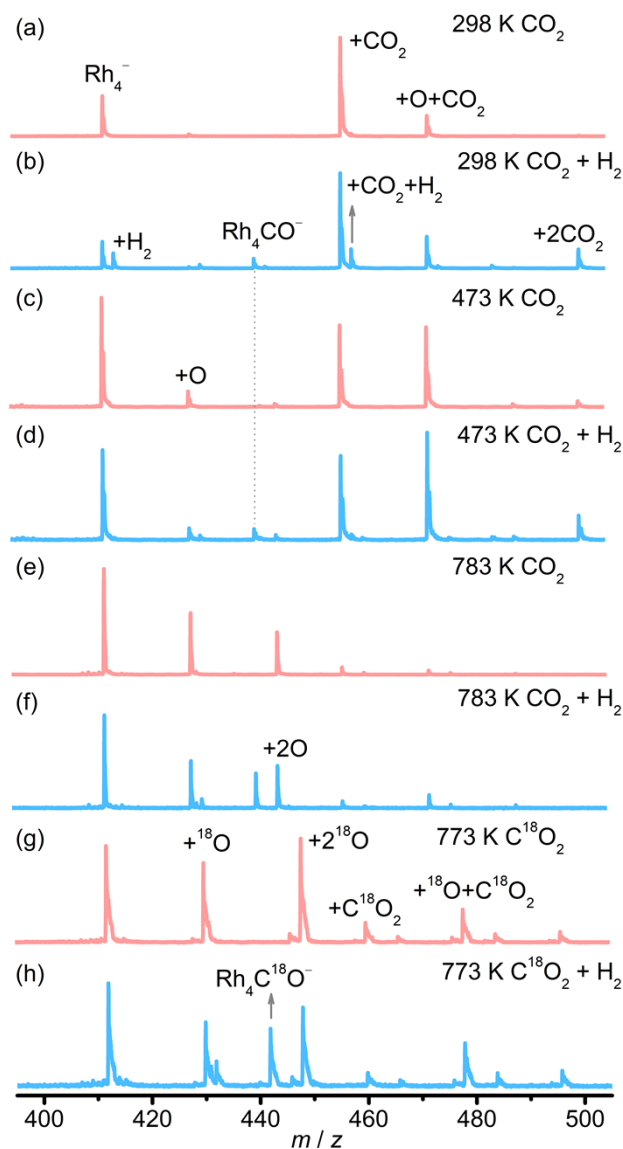 (a) 298 K CO₂
+CO₂
Rh₄⁻
+O+CO₂
(b) 298 K CO₂ + H₂
+CO₂+H₂
+H₂ Rh₄CO⁻ +2CO₂
(c) 473 K CO₂
+O
(d) 473 K CO₂ + H₂
(e) 783 K CO₂
(f) 783 K CO₂ + H₂
+2O
(g) 773 K C¹⁸O₂
+¹⁸O +2¹⁸O
+C¹⁸O₂ +¹⁸O+C¹⁸O₂
(h) 773 K C¹⁸O₂ + H₂
Rh₄C¹⁸O⁻
400 420 440 460 480 500
m / z